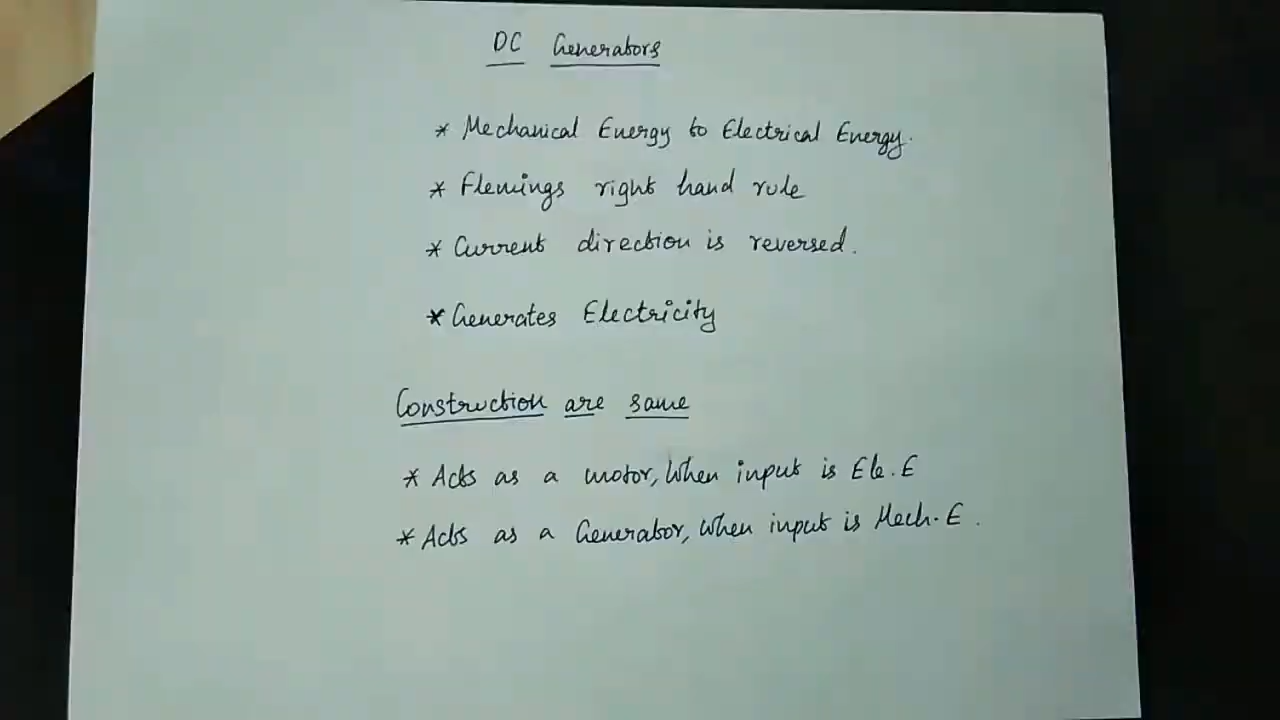 DC Generators
* Mechanical Energy to Electrical Energy.
* Flemings right hand rule
* Current direction is reversed.
* Generates Electricity
Construction are same
* Acts as a motor, When input is Ele.E
* Acts as a Generator, when input is Mech.E.